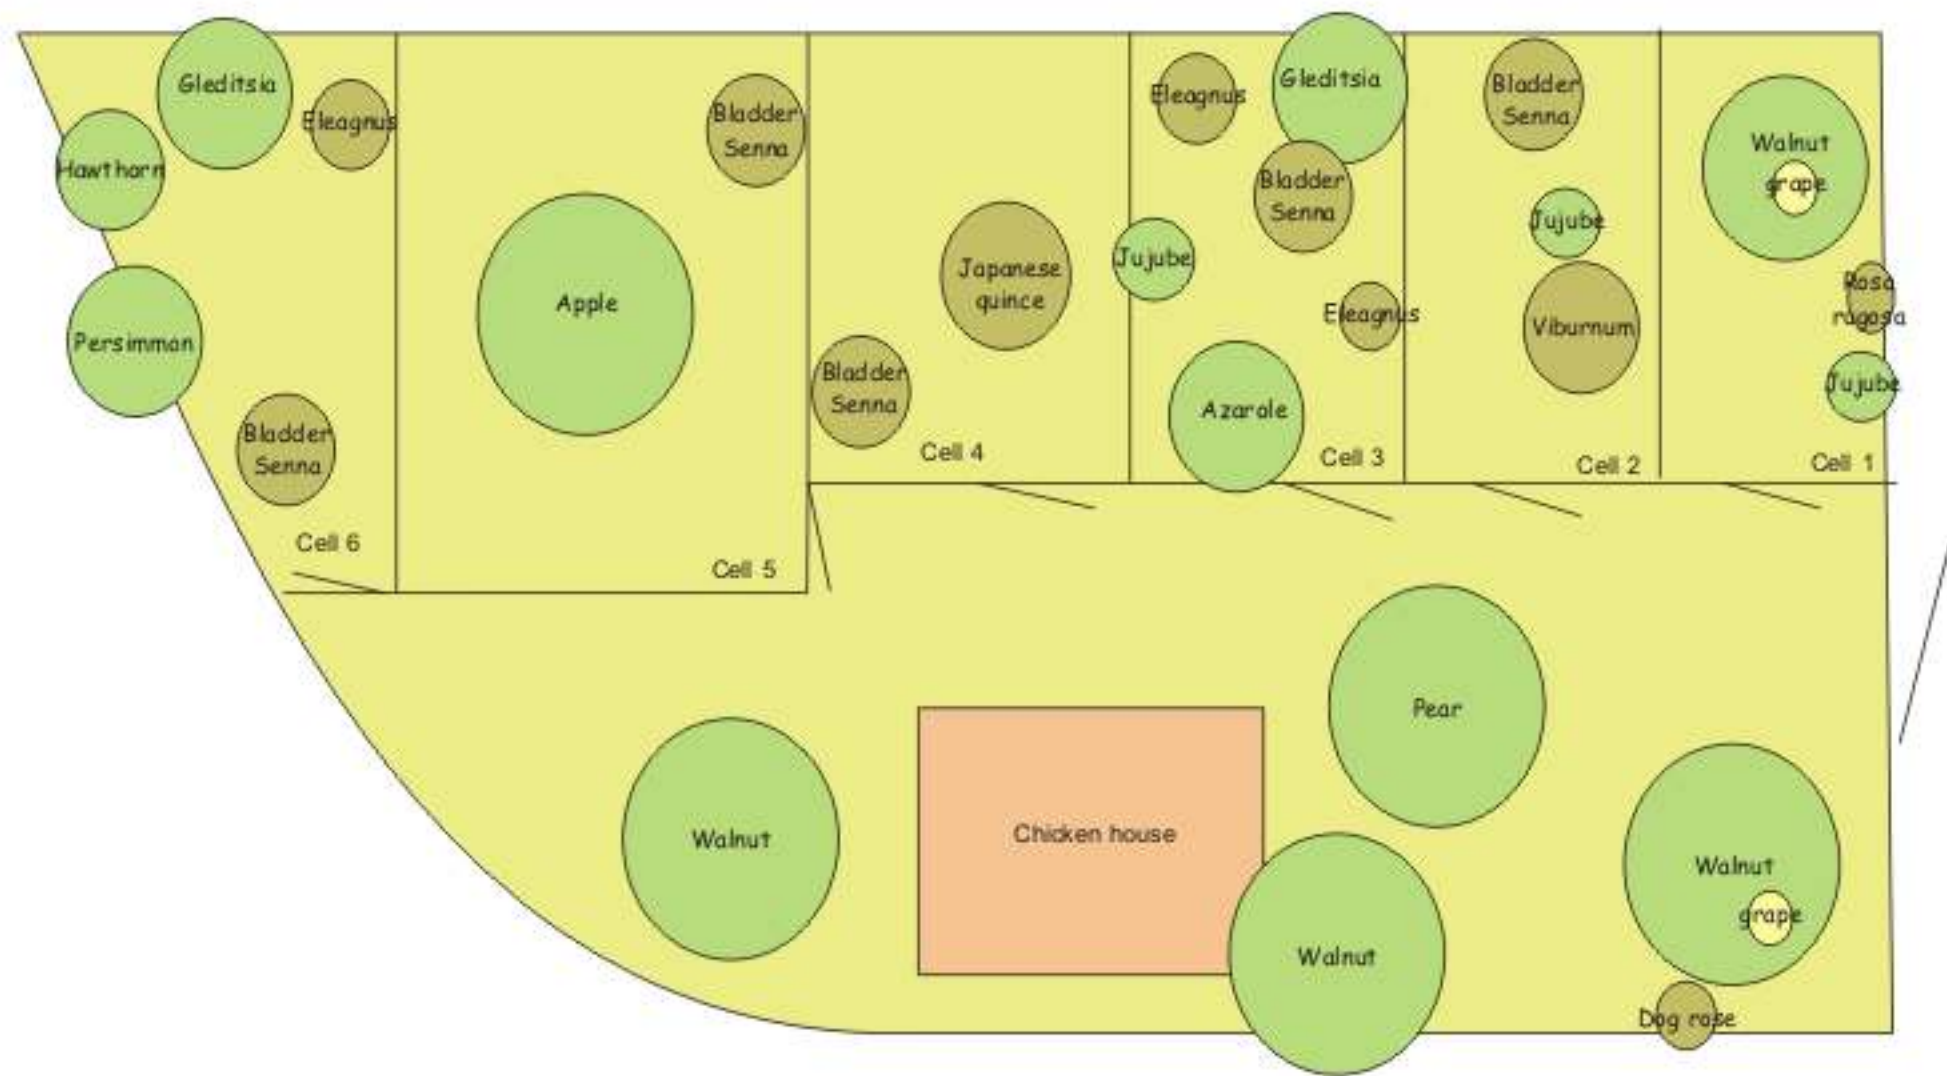 Gleditsia
Eleagnus
Hawthorn
Persimmon
Bladder
Senna
Cell 6
Bladder
Senna
Apple
Cell 5
Japanese
quince
Bladder
Senna
Cell 4
Eleagnus
Gleditsia
Bladder
Senna
Jujube
Eleagnus
Azarole
Cell 3
Bladder
Senna
Jujube
Viburnum
Cell 2
Walnut
grape
Rosa
rugosa
Jujube
Cell 1
Pear
Walnut
Chicken house
Walnut
grape
Walnut
Dog rose